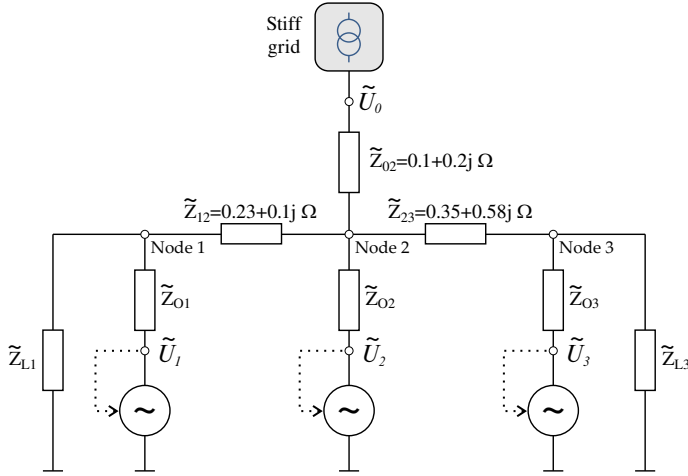 Stiff
grid
Ũ₀
Z̃₀₂=0.1+0.2j Ω
Z̃₁₂=0.23+0.1j Ω
Z̃₂₃=0.35+0.58j Ω
Node 1
Node 2
Node 3
Z̃O1
Z̃O2
Z̃O3
Z̃L1
Ũ₁
Ũ₂
Ũ₃
Z̃L3
~
~
~